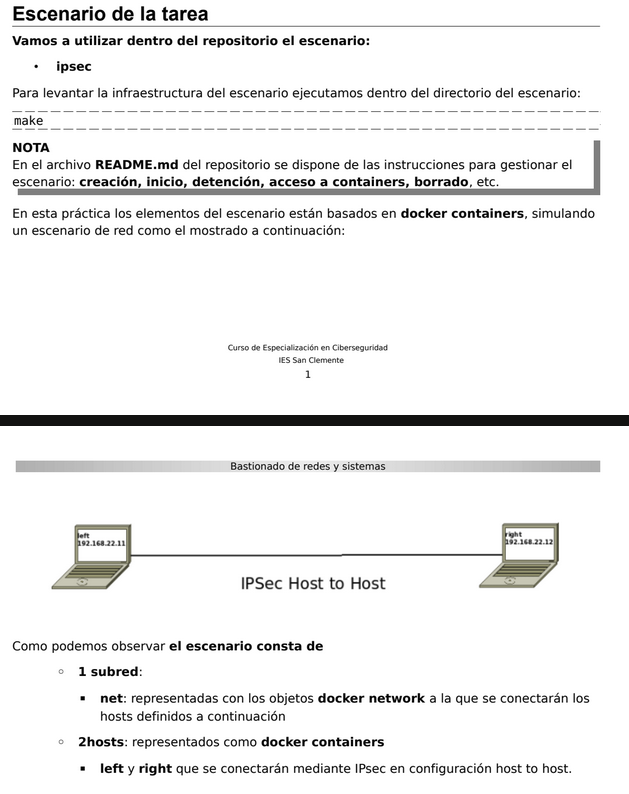 Escenario de la tarea
Vamos a utilizar dentro del repositorio el escenario:
• ipsec
Para levantar la infraestructura del escenario ejecutamos dentro del directorio del escenario:
make
NOTA
En el archivo README.md del repositorio se dispone de las instrucciones para gestionar el
escenario: creación, inicio, detención, acceso a containers, borrado, etc.
En esta práctica los elementos del escenario están basados en docker containers, simulando
un escenario de red como el mostrado a continuación:
Curso de Especialización en Ciberseguridad
IES San Clemente
1
Bastionado de redes y sistemas
left
192.168.22.11
right
192.168.22.12
IPSec Host to Host
Como podemos observar el escenario consta de
◦ 1 subred:
▪ net: representadas con los objetos docker network a la que se conectarán los
hosts definidos a continuación
◦ 2hosts: representados como docker containers
▪ left y right que se conectarán mediante IPsec en configuración host to host.